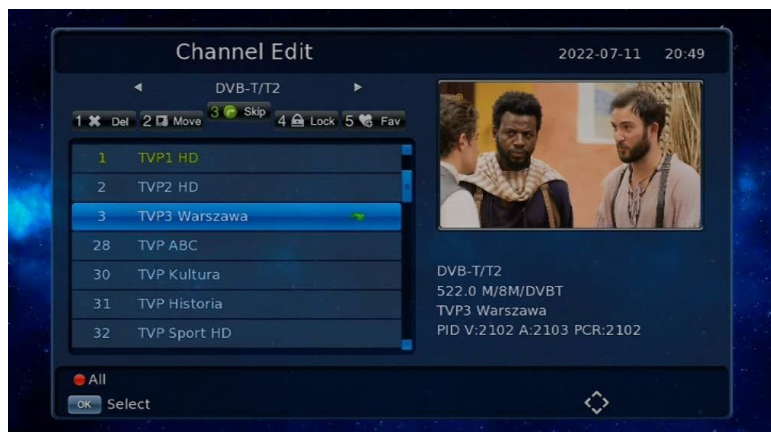 Channel Edit
2022-07-11 20:49
DVB-T/T2
1 Del 2 Move 3 Skip 4 Lock 5 Fav
1 TVP1 HD
2 TVP2 HD
3 TVP3 Warszawa
28 TVP ABC
30 TVP Kultura
31 TVP Historia
32 TVP Sport HD
DVB-T/T2
522.0 M/8M/DVBT
TVP3 Warszawa
PID V:2102 A:2103 PCR:2102
All
OK Select